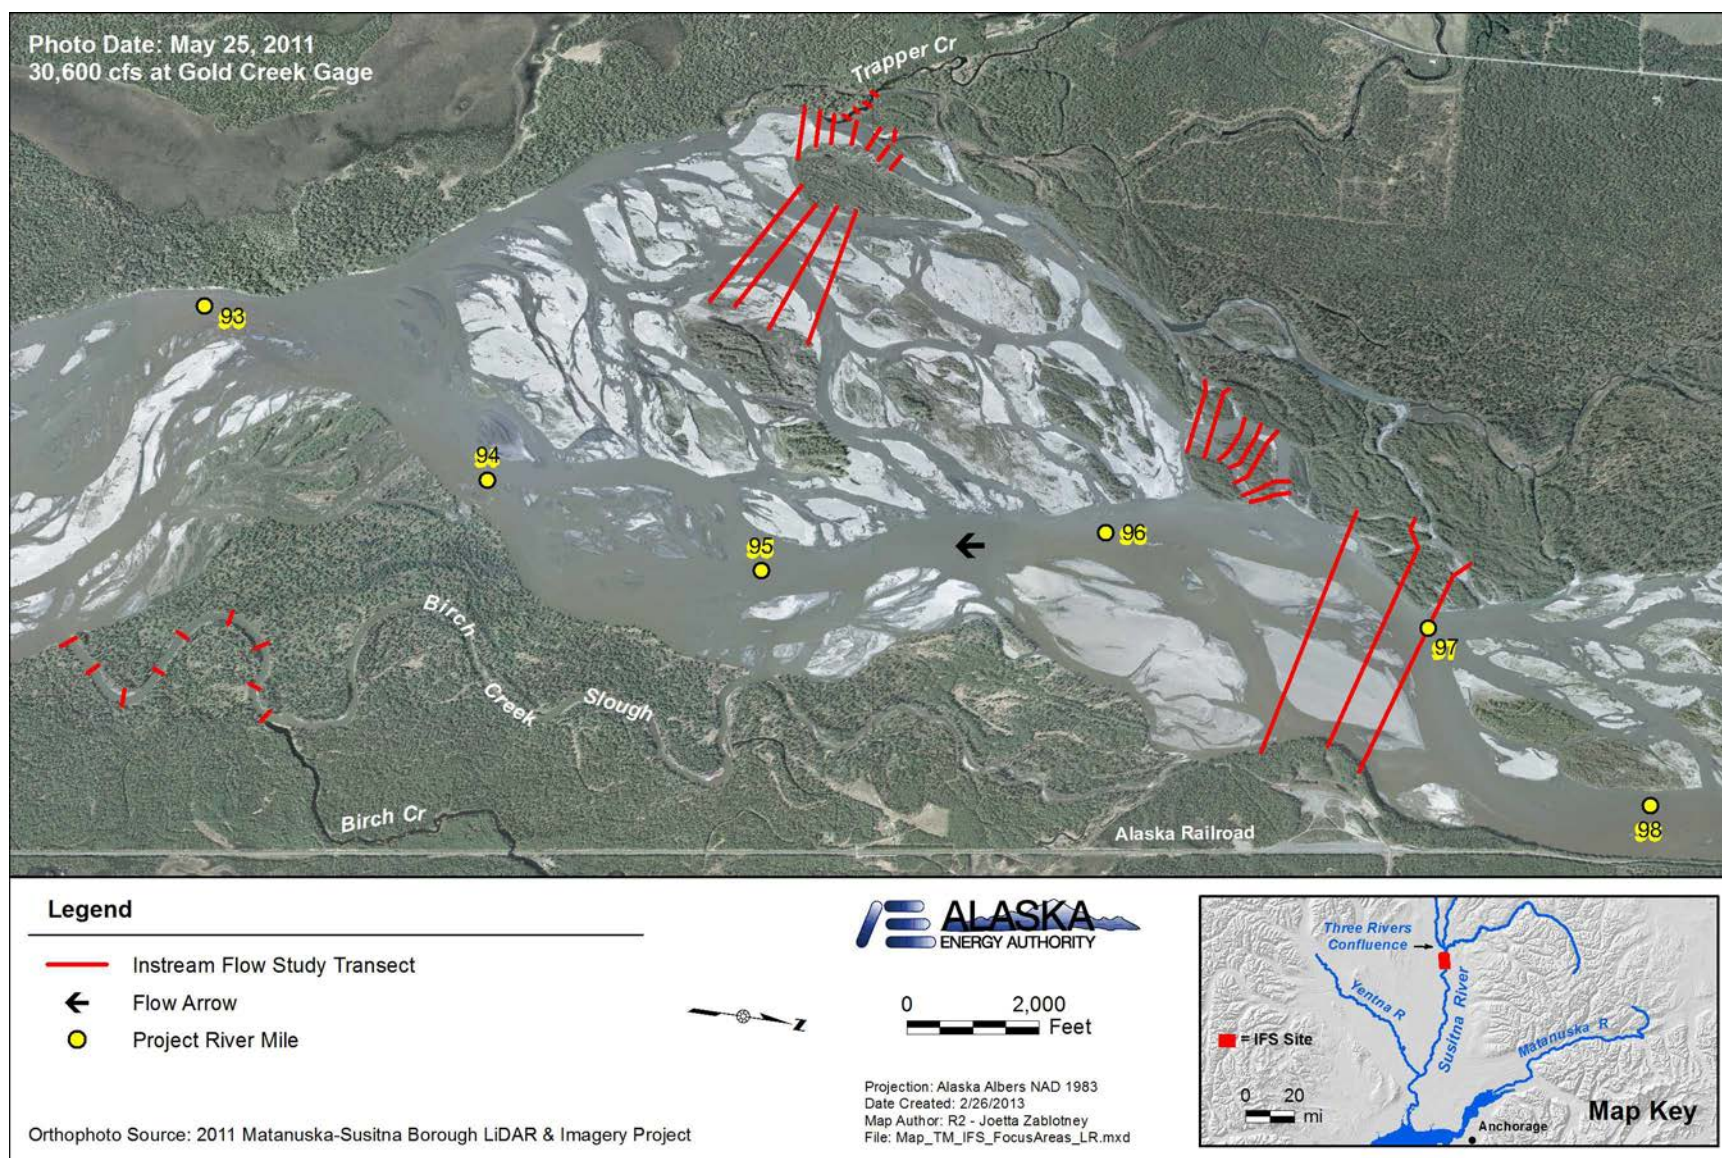 Photo Date: May 25, 2011
30,600 cfs at Gold Creek Gage
Trapper Cr
93
94
95
96
97
98
Birch
Creek
Slough
Birch Cr
Alaska Railroad
Legend
Instream Flow Study Transect
Flow Arrow
Project River Mile
Orthophoto Source: 2011 Matanuska-Susitna Borough LiDAR & Imagery Project
N
ALASKA
ENERGY AUTHORITY
0 2,000
Feet
Projection: Alaska Albers NAD 1983
Date Created: 2/26/2013
Map Author: R2 - Joetta Zablotney
File: Map_TM_IFS_FocusAreas_LR.mxd
Three Rivers
Confluence
Yentna R
Susitna River
Matanuska R
= IFS Site
0 20
mi
Anchorage
Map Key